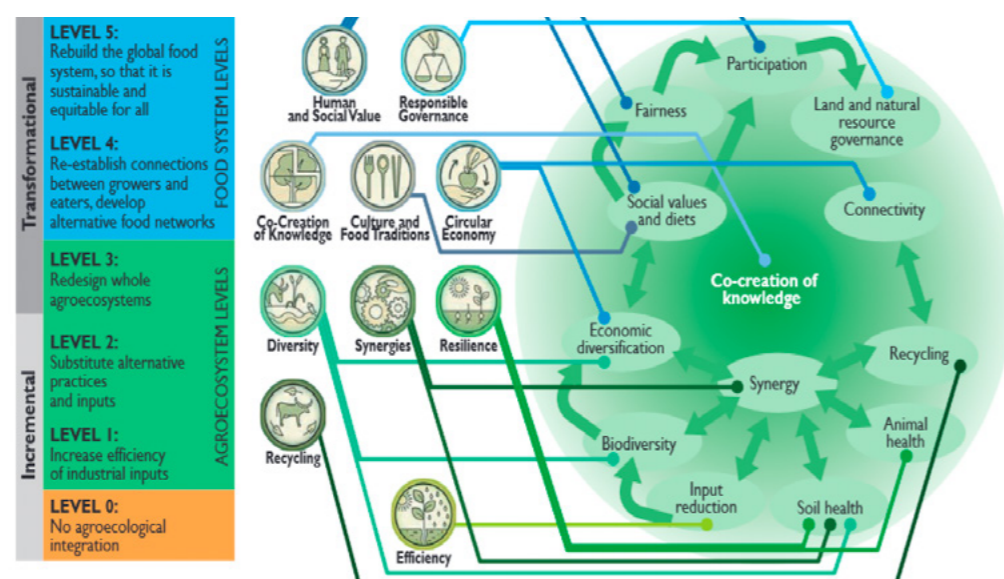 Transformational
Incremental
LEVEL 5:
Rebuild the global food
system, so that it is
sustainable and
equitable for all
LEVEL 4:
Re-establish connections
between growers and
eaters, develop
alternative food networks
FOOD SYSTEM LEVELS
LEVEL 3:
Redesign whole
agroecosystems
LEVEL 2:
Substitute alternative
practices
and inputs
LEVEL 1:
Increase efficiency
of industrial inputs
AGROECOSYSTEM LEVELS
LEVEL 0:
No agroecological
integration
Human
and Social Value
Responsible
Governance
Co-Creation
of Knowledge
Culture and
Food Traditions
Circular
Economy
Diversity
Synergies
Resilience
Recycling
Efficiency
Participation
Fairness
Land and natural
resource
governance
Social values
and diets
Connectivity
Co-creation of
knowledge
Economic
diversification
Recycling
Synergy
Biodiversity
Animal
health
Input
reduction
Soil health